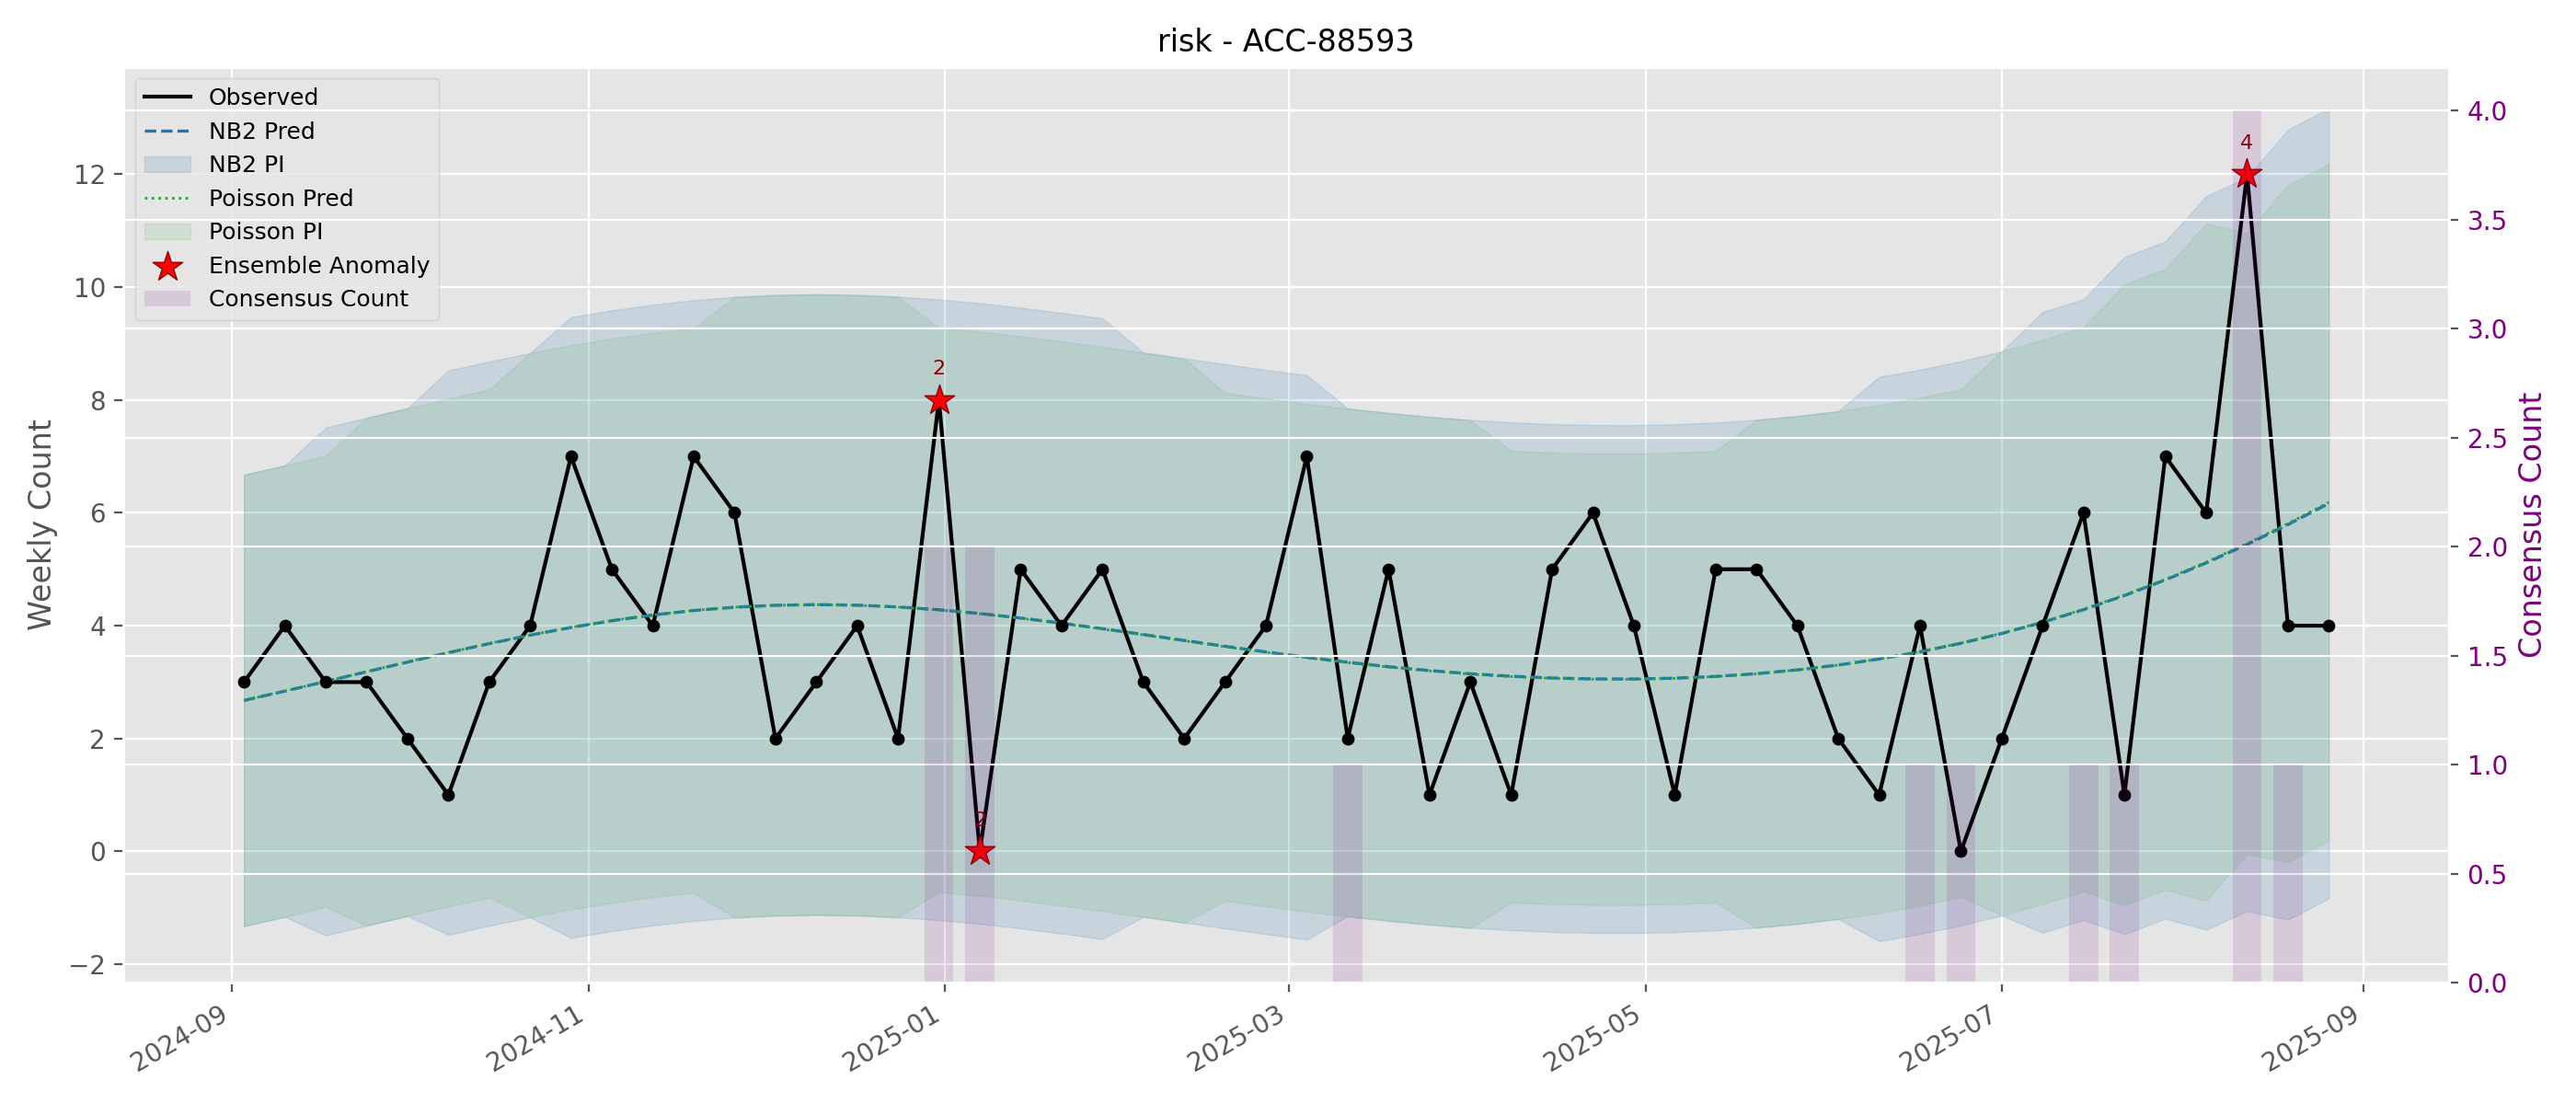 risk - ACC-88593
Observed
NB2 Pred
NB2 PI
Poisson Pred
Poisson PI
Ensemble Anomaly
Consensus Count
Weekly Count
12
10
8
6
4
2
0
−2
2
2
4
4.0
3.5
3.0
2.5
2.0
1.5
1.0
0.5
0.0
Consensus Count
2024-09
2024-11
2025-01
2025-03
2025-05
2025-07
2025-09